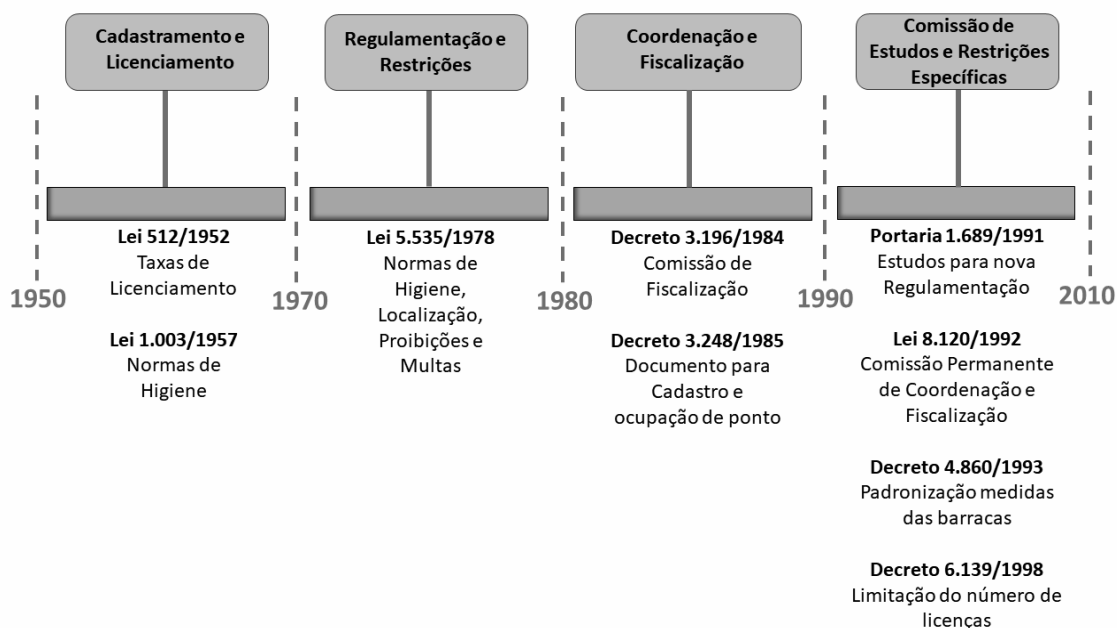 Cadastramento e
Licenciamento
Regulamentação e
Restrições
Coordenação e
Fiscalização
Comissão de
Estudos e Restrições
Específicas
1950
1970
1980
1990
2010
Lei 512/1952
Taxas de
Licenciamento
Lei 1.003/1957
Normas de
Higiene
Lei 5.535/1978
Normas de
Higiene,
Localização,
Proibições e
Multas
Decreto 3.196/1984
Comissão de
Fiscalização
Decreto 3.248/1985
Documento para
Cadastro e
ocupação de ponto
Portaria 1.689/1991
Estudos para nova
Regulamentação
Lei 8.120/1992
Comissão Permanente
de Coordenação e
Fiscalização
Decreto 4.860/1993
Padronização medidas
das barracas
Decreto 6.139/1998
Limitação do número de
licenças